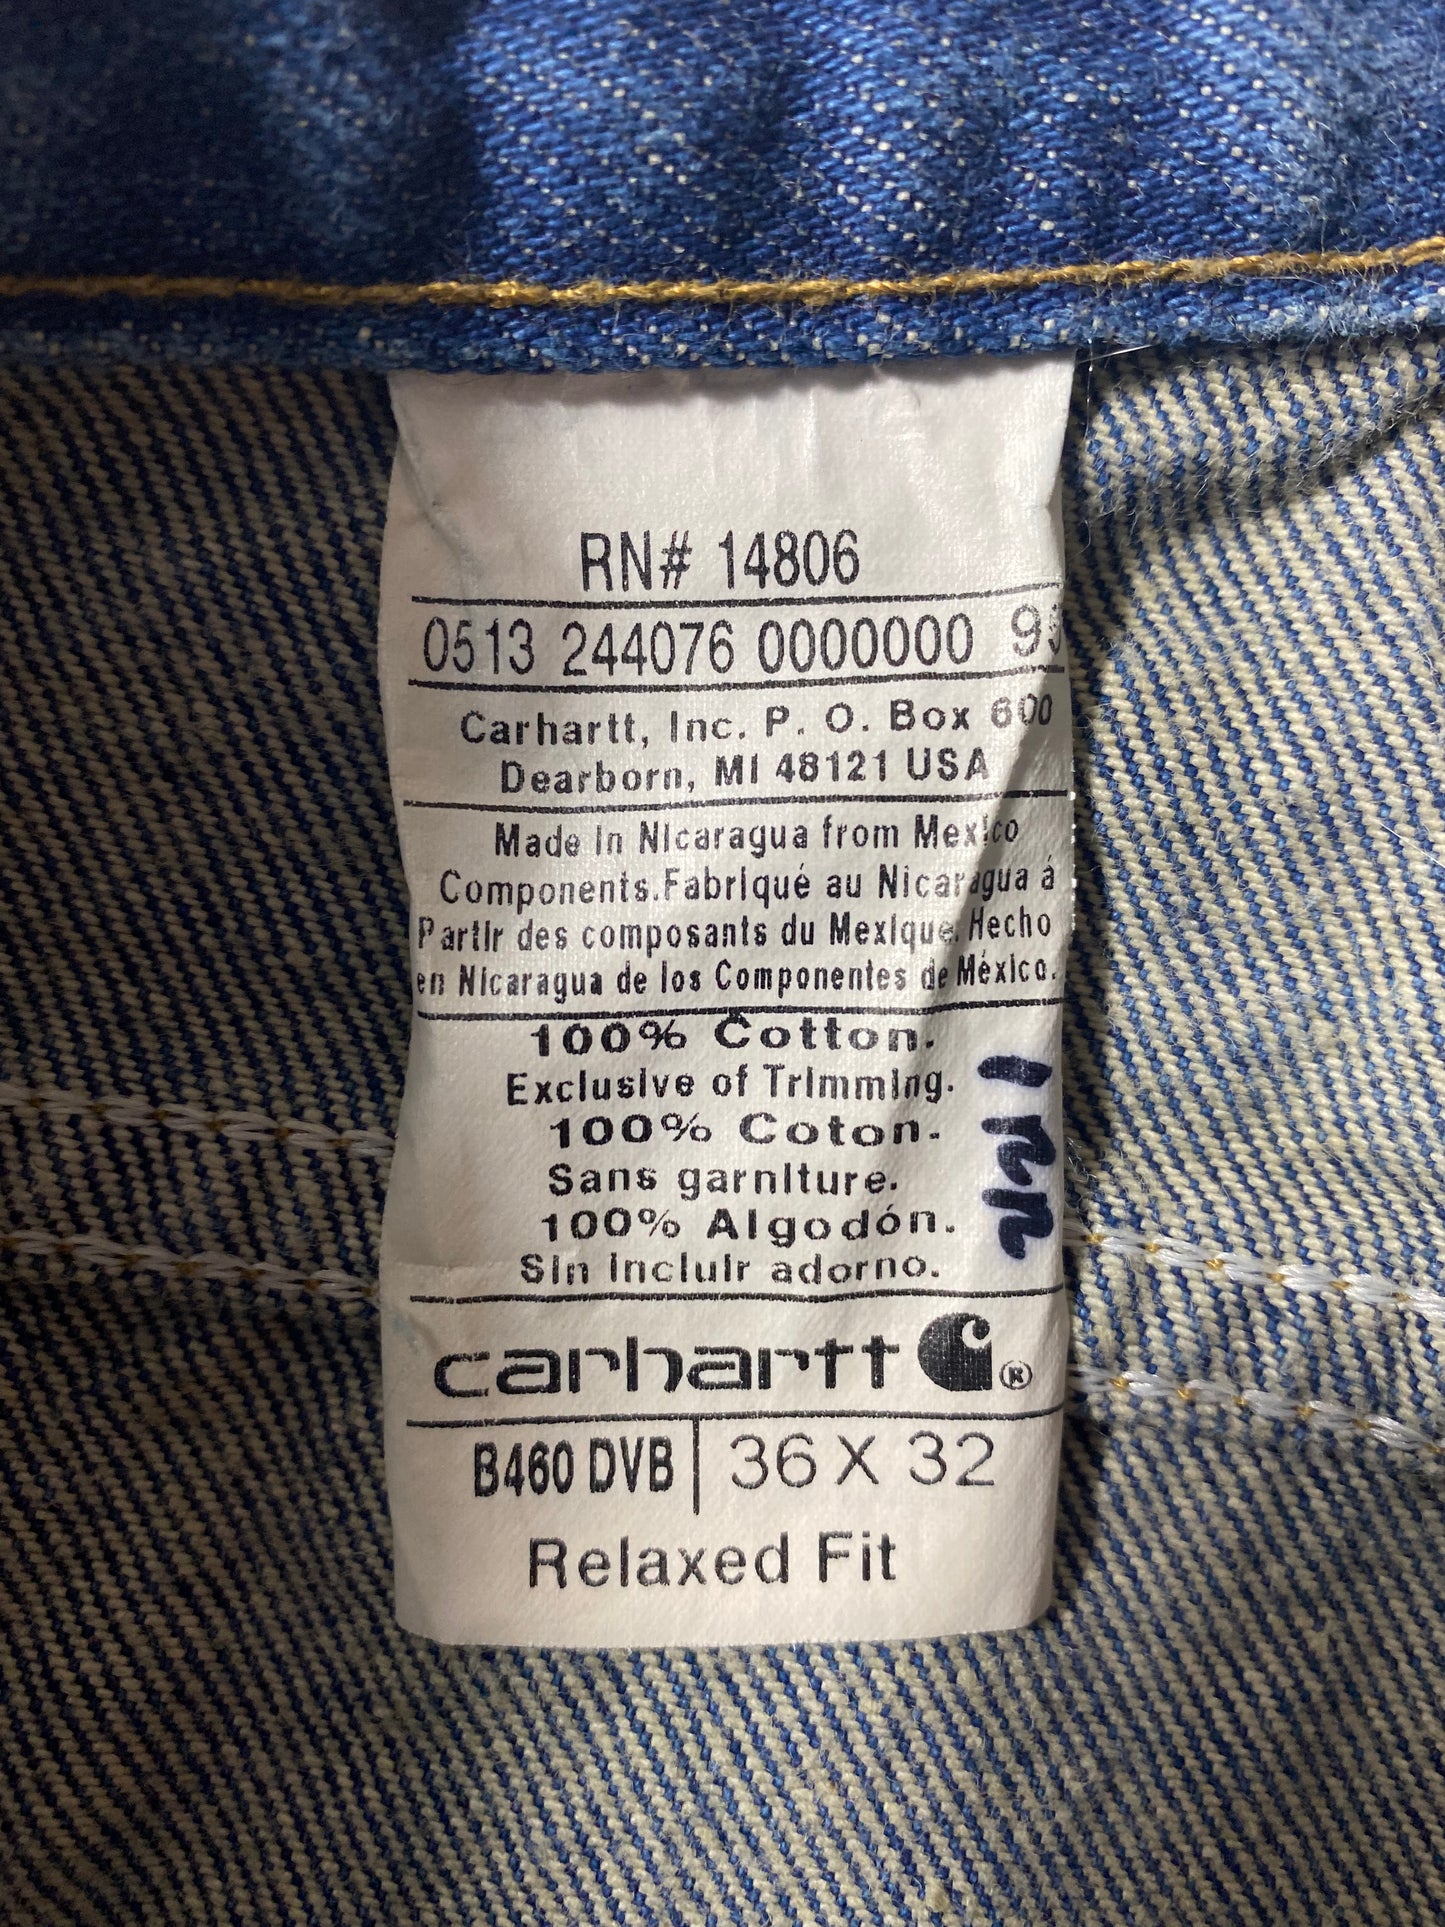 RN# 14806
0513 244076 0000000 95
Carhartt, Inc. P. O. Box 600
Dearborn, MI 48121 USA
Made in Nicaragua from Mexico
Components.Fabriqué au Nicaragua á
Partir des composants du Mexique. Hecho
en Nicaragua de los Componentes de México.
100% Cotton.
Exclusive of Trimming.
100% Coton.
Sans garniture.
100% Algodón.
Sin incluir adorno.
carhartt ®
B460 DVB | 36 X 32
Relaxed Fit